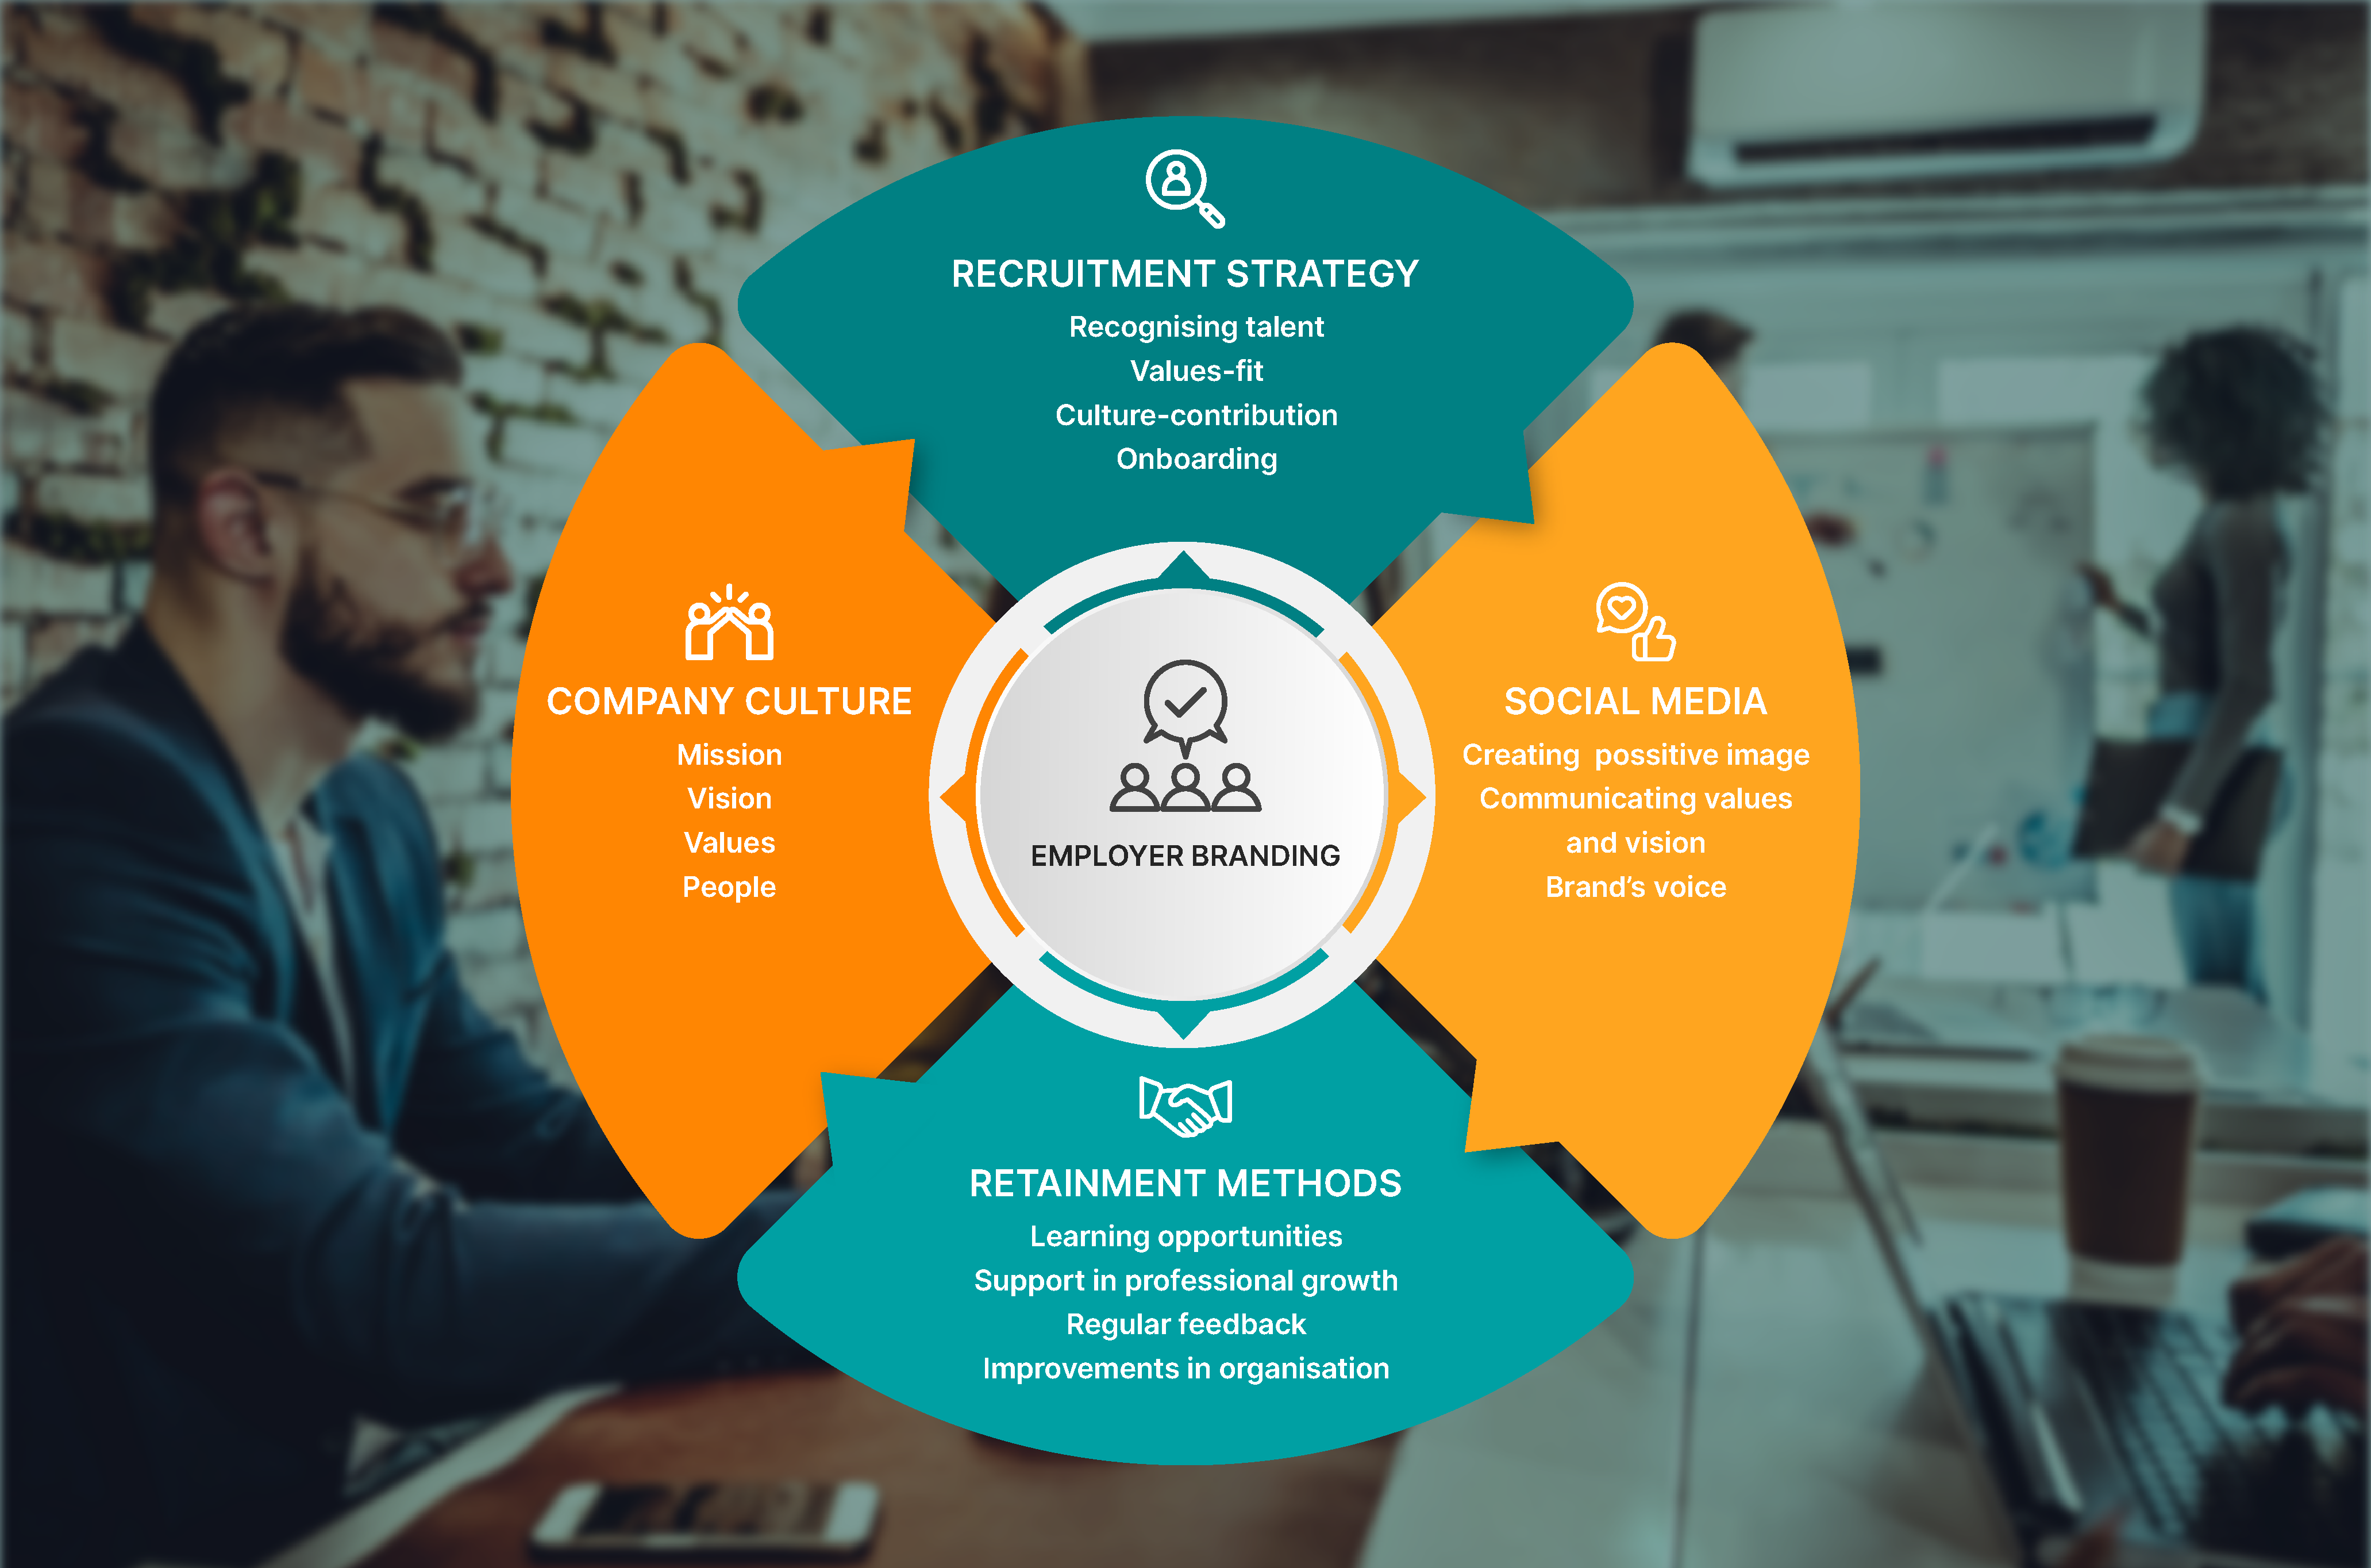 RECRUITMENT STRATEGY
Recognising talent
Values-fit
Culture-contribution
Onboarding
COMPANY CULTURE
Mission
Vision
Values
People
EMPLOYER BRANDING
SOCIAL MEDIA
Creating  possitive image
Communicating values
and vision
Brand’s voice
RETAINMENT METHODS
Learning opportunities
Support in professional growth
Regular feedback
Improvements in organisation